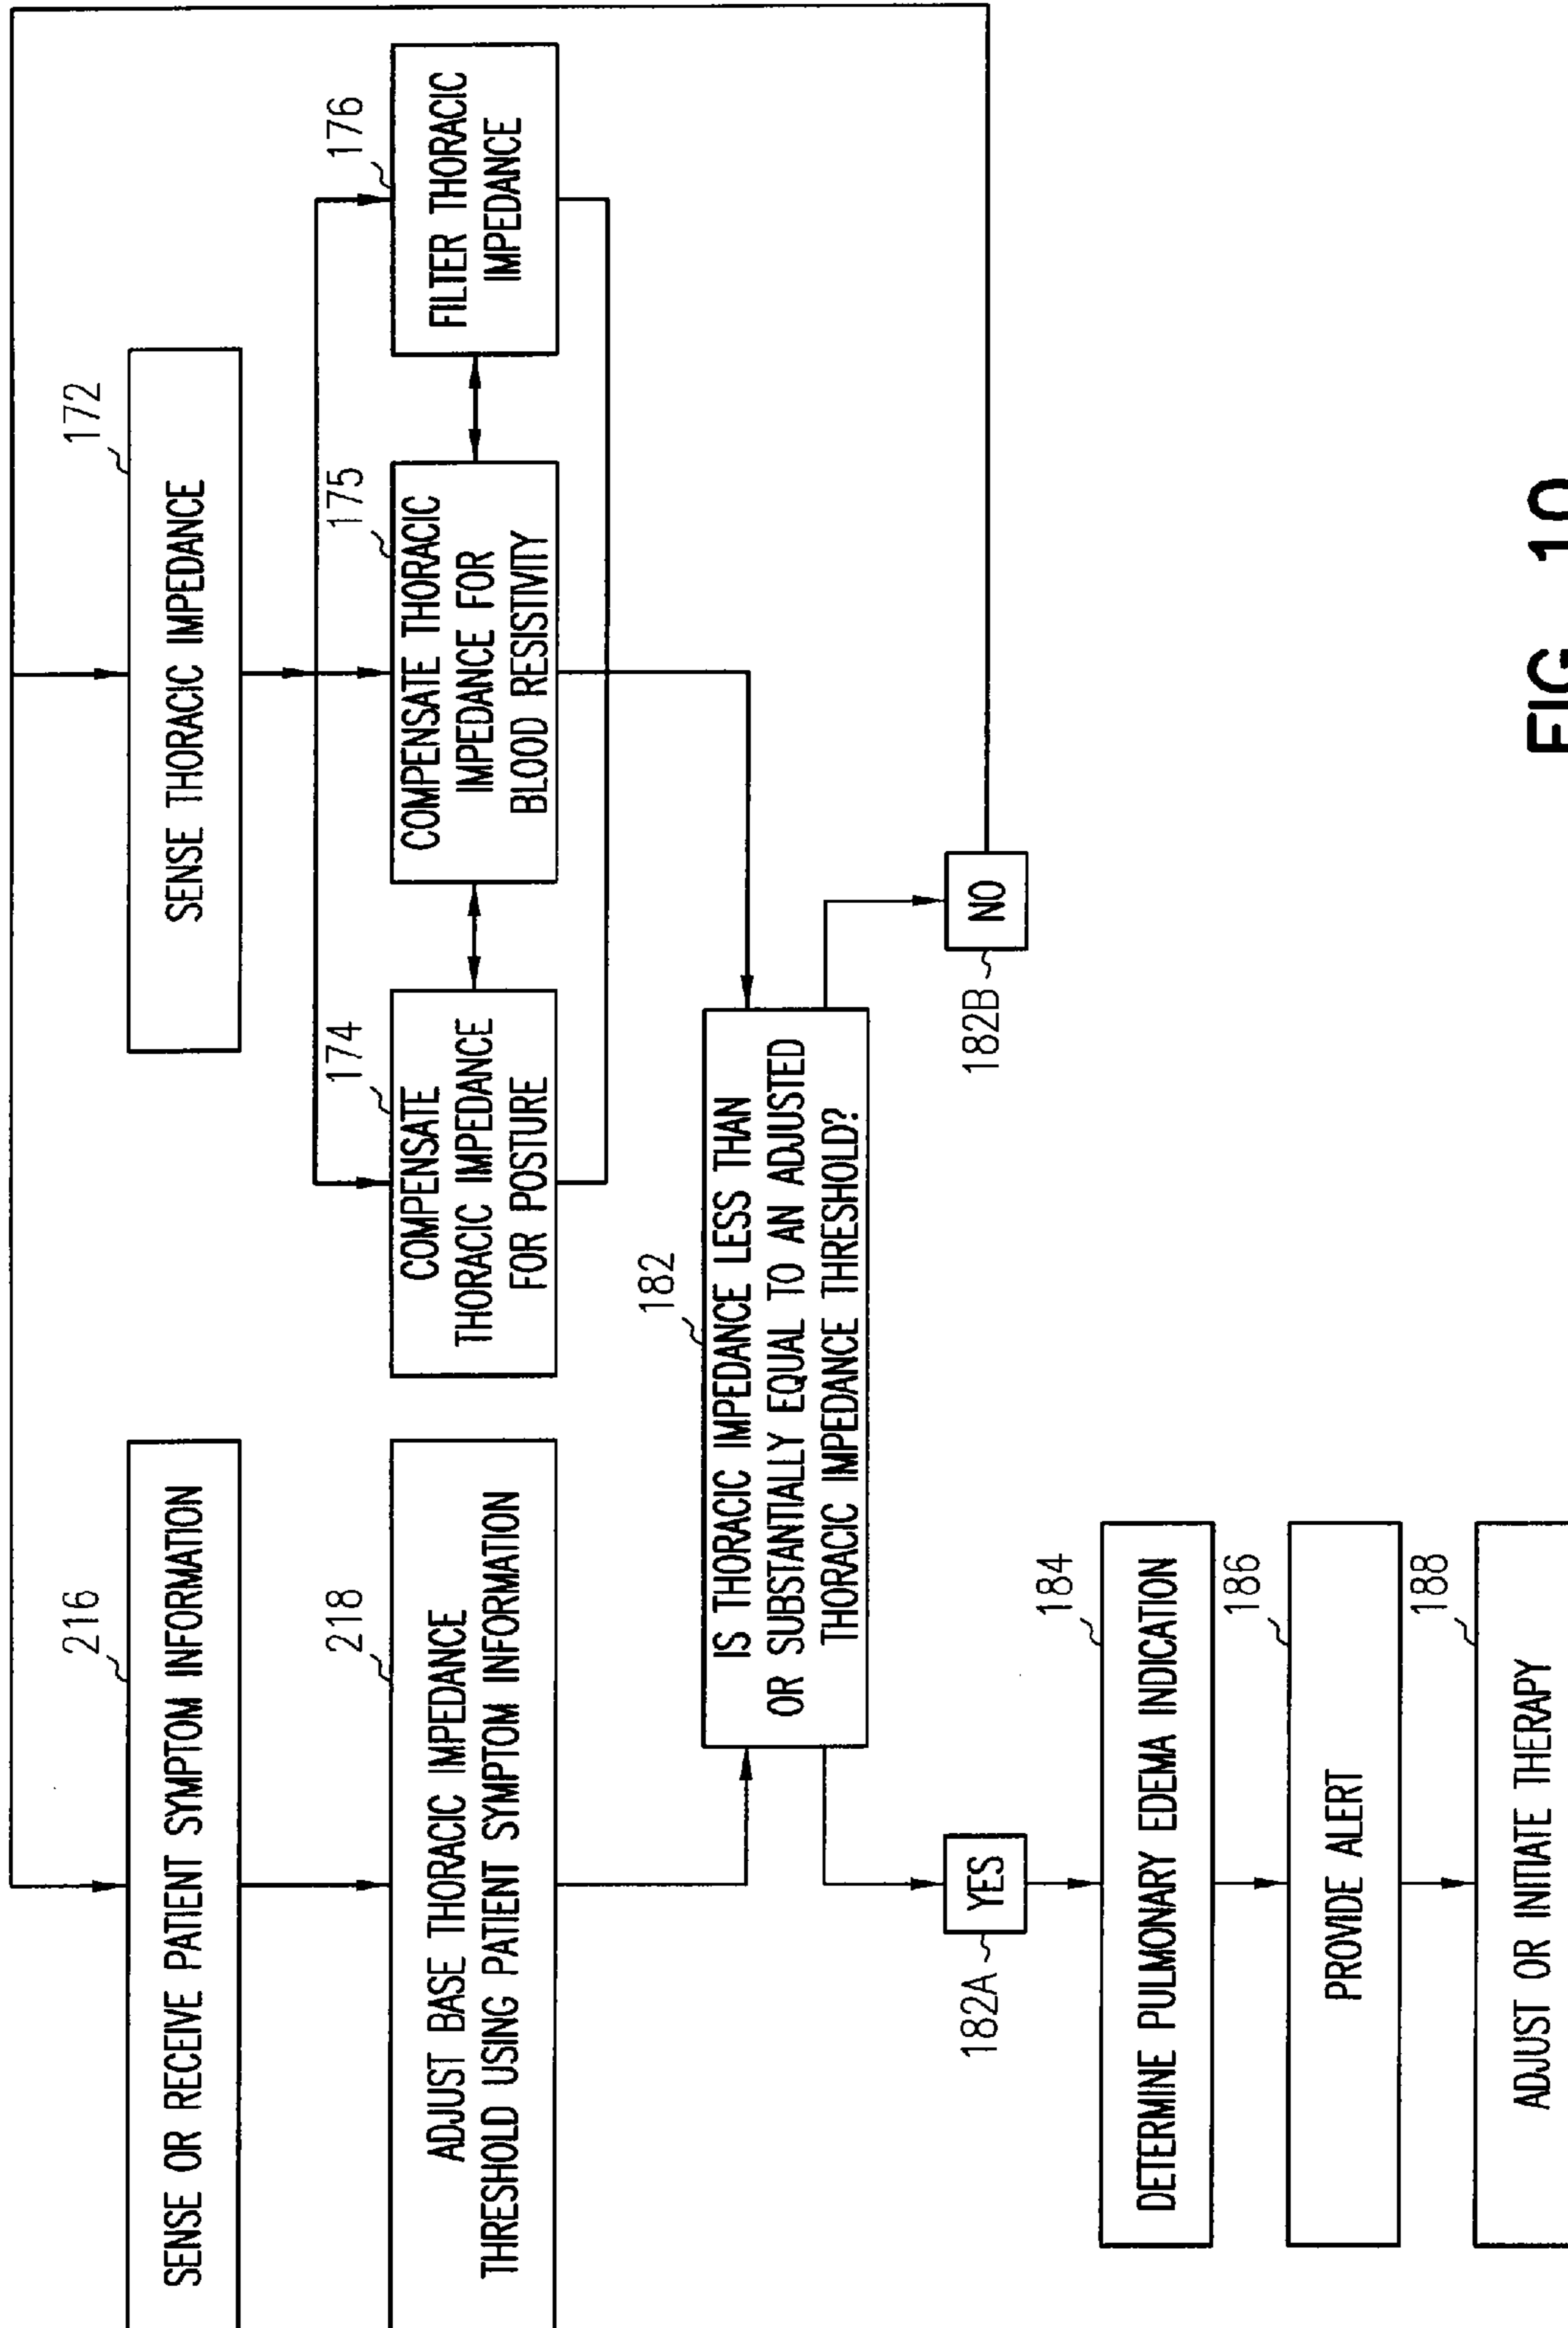 216
SENSE OR RECEIVE PATIENT SYMPTOM INFORMATION
172
SENSE THORACIC IMPEDANCE
218
ADJUST BASE THORACIC IMPEDANCE
THRESHOLD USING PATIENT SYMPTOM INFORMATION
174
COMPENSATE
THORACIC IMPEDANCE
FOR POSTURE
175
COMPENSATE THORACIC
IMPEDANCE FOR
BLOOD RESISTIVITY
176
FILTER THORACIC
IMPEDANCE
182
IS THORACIC IMPEDANCE LESS THAN
OR SUBSTANTIALLY EQUAL TO AN ADJUSTED
THORACIC IMPEDANCE THRESHOLD?
182A
YES
182B
NO
184
DETERMINE PULMONARY EDEMA INDICATION
186
PROVIDE ALERT
188
ADJUST OR INITIATE THERAPY
FIG. 10